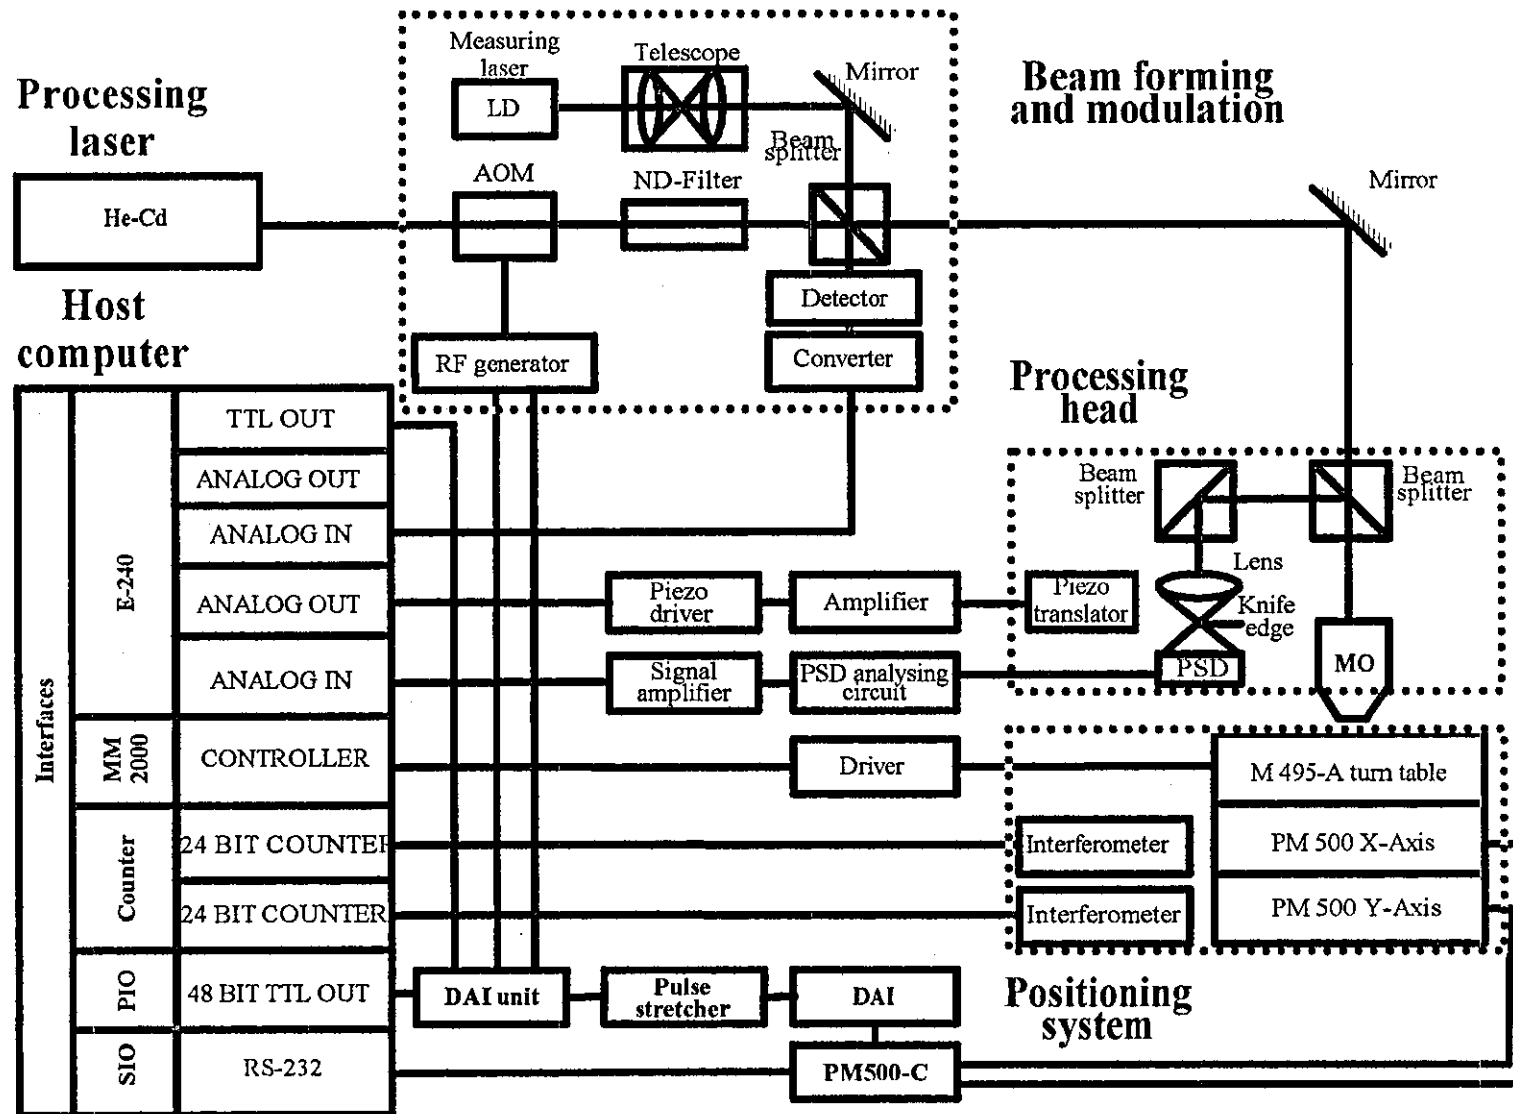 Processing
laser
He-Cd
Host
computer
Measuring
laser
LD
Telescope
Mirror
Beam
splitter
AOM
ND-Filter
Detector
Converter
RF generator
Beam forming
and modulation
Mirror
Processing
head
Beam
splitter
Beam
splitter
Lens
Knife
edge
Piezo
translator
PSD
MO
Interfaces
E-240
TTL OUT
ANALOG OUT
ANALOG IN
ANALOG OUT
Piezo
driver
Amplifier
ANALOG IN
Signal
amplifier
PSD analysing
circuit
MM
2000
CONTROLLER
Driver
M 495-A turn table
Counter
24 BIT COUNTER
Interferometer
PM 500 X-Axis
24 BIT COUNTER
Interferometer
PM 500 Y-Axis
PIO
48 BIT TTL OUT
DAI unit
Pulse
stretcher
DAI
Positioning
system
SIO
RS-232
PM500-C